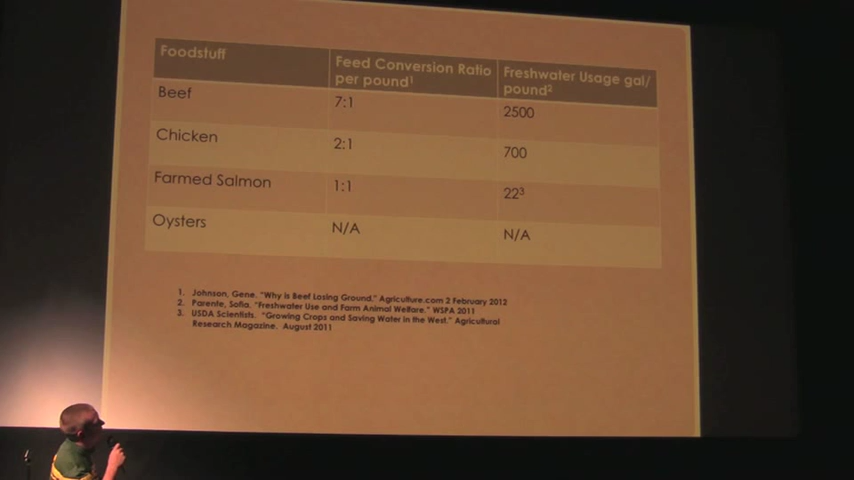 Foodstuff
Feed Conversion Ratio
per pound¹
Freshwater Usage gal/
pound²
Beef
7:1
2500
Chicken
2:1
700
Farmed Salmon
1:1
22³
Oysters
N/A
N/A
1. Johnson, Gene. "Why is Beef Losing Ground." Agriculture.com 2 February 2012
2. Parente, Sofia. "Freshwater Use and Farm Animal Welfare." WSPA 2011
3. USDA Scientists. "Growing Crops and Saving Water in the West." Agricultural
Research Magazine. August 2011